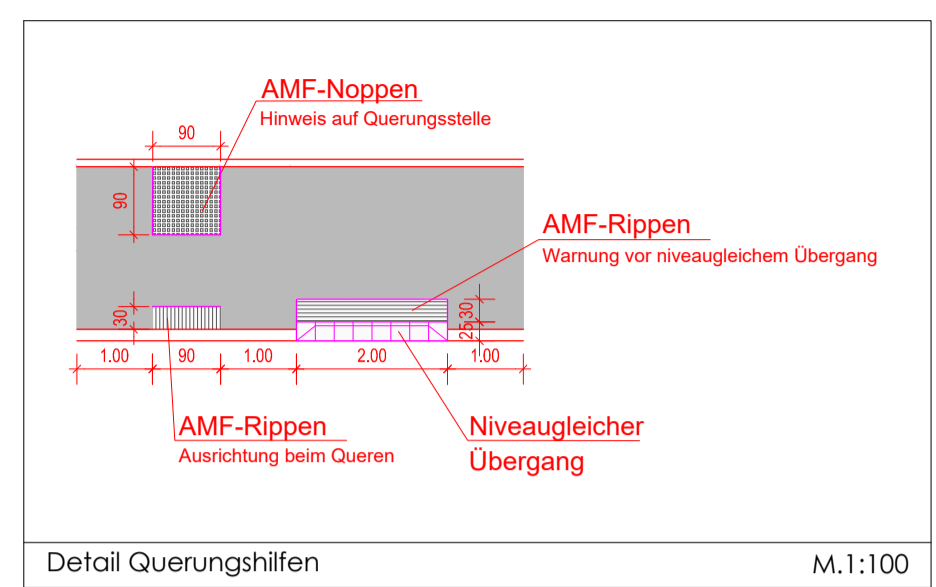 AMF-Noppen
Hinweis auf Querungsstelle
90
90
AMF-Rippen
Warnung vor niveaugleichem Übergang
30
30
25
1.00 90 1.00 2.00 1.00
AMF-Rippen
Ausrichtung beim Queren
Niveaugleicher
Übergang
Detail Querungshilfen
M.1:100